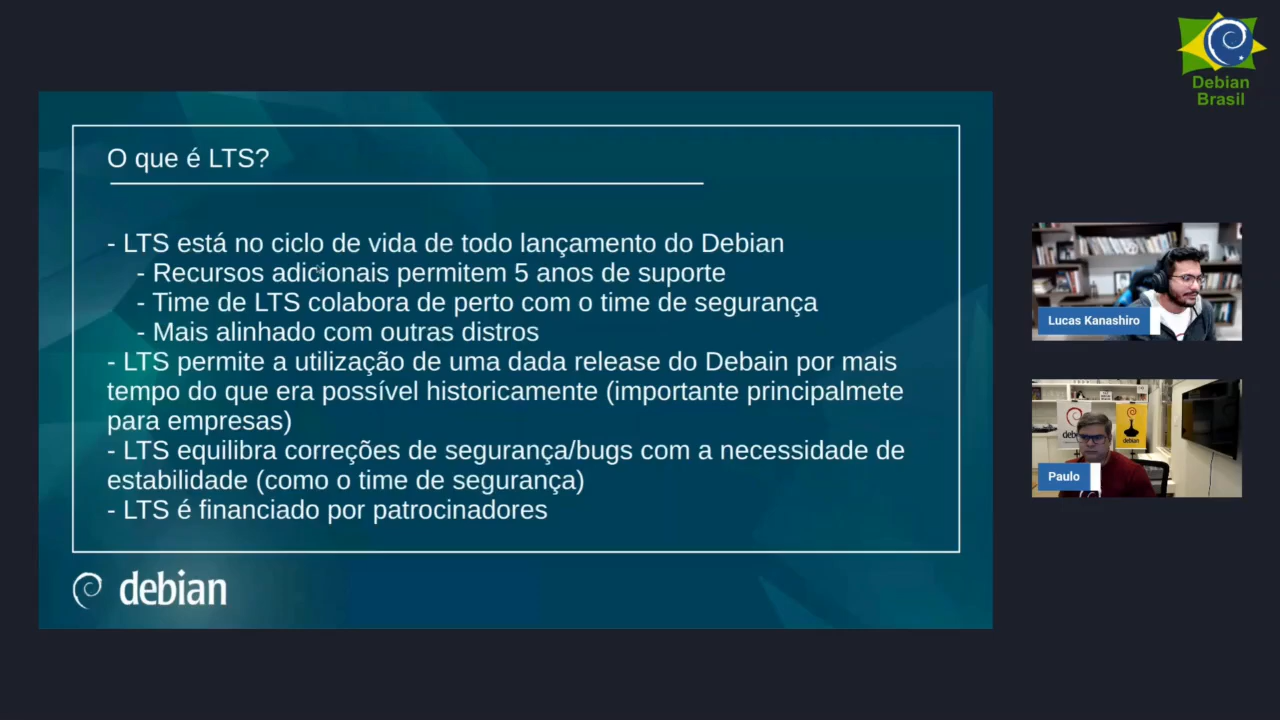 Debian
Brasil
O que é LTS?
- LTS está no ciclo de vida de todo lançamento do Debian
- Recursos adicionais permitem 5 anos de suporte
- Time de LTS colabora de perto com o time de segurança
- Mais alinhado com outras distros
- LTS permite a utilização de uma dada release do Debain por mais
tempo do que era possível historicamente (importante principalmete
para empresas)
- LTS equilibra correções de segurança/bugs com a necessidade de
estabilidade (como o time de segurança)
- LTS é financiado por patrocinadores
debian
Lucas Kanashiro
debian
Paulo